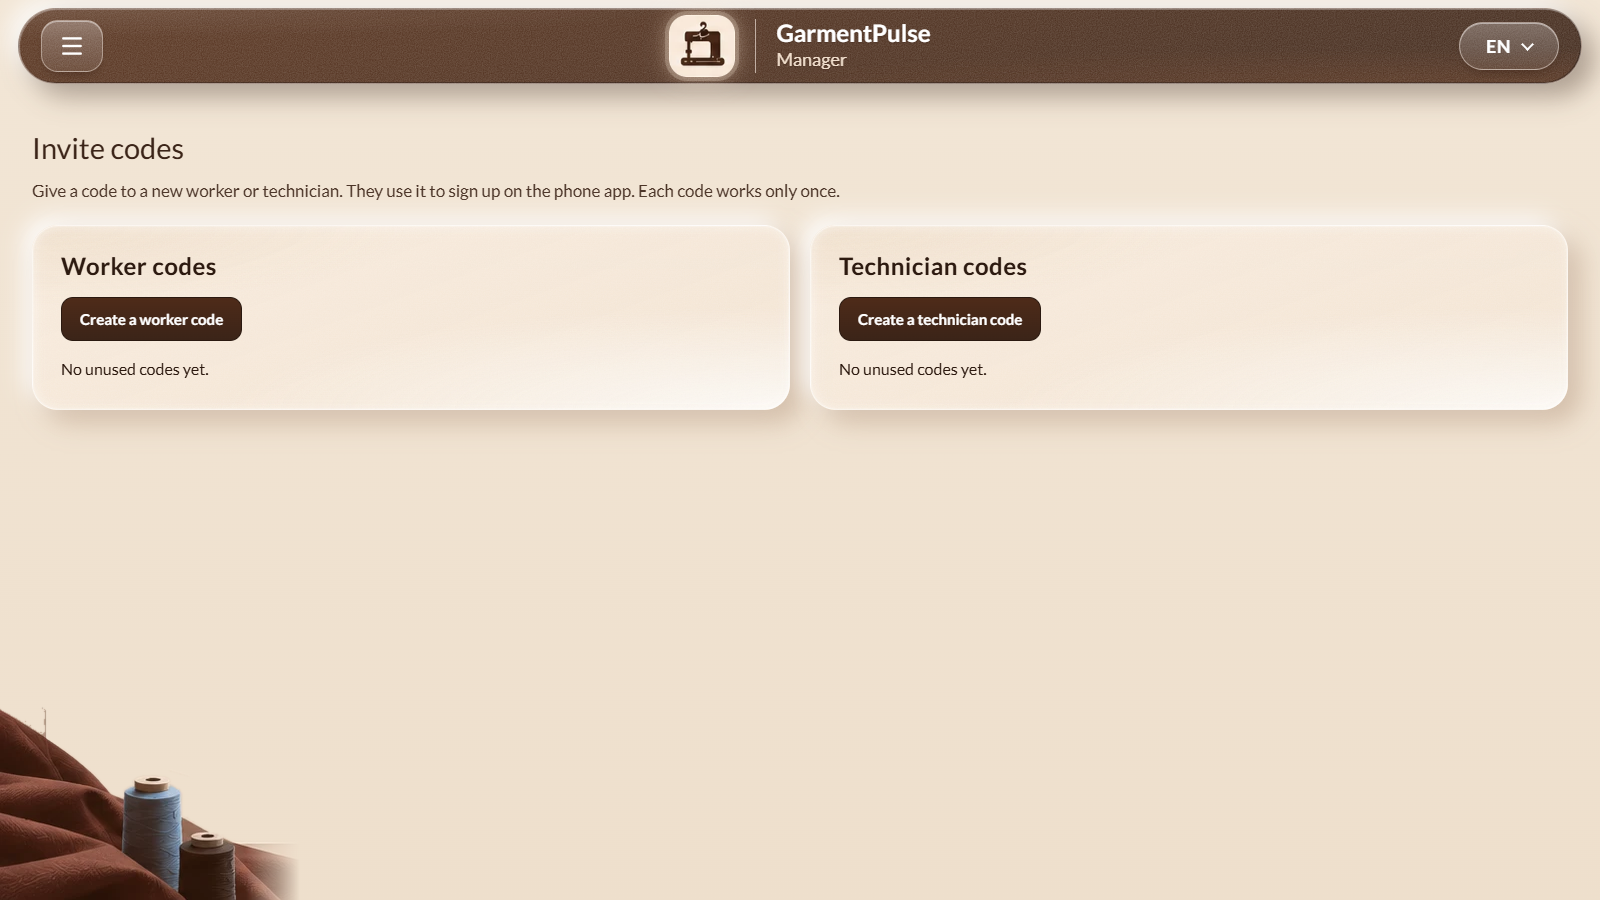 GarmentPulse
Manager
EN
Invite codes
Give a code to a new worker or technician. They use it to sign up on the phone app. Each code works only once.
Worker codes
Create a worker code
No unused codes yet.
Technician codes
Create a technician code
No unused codes yet.